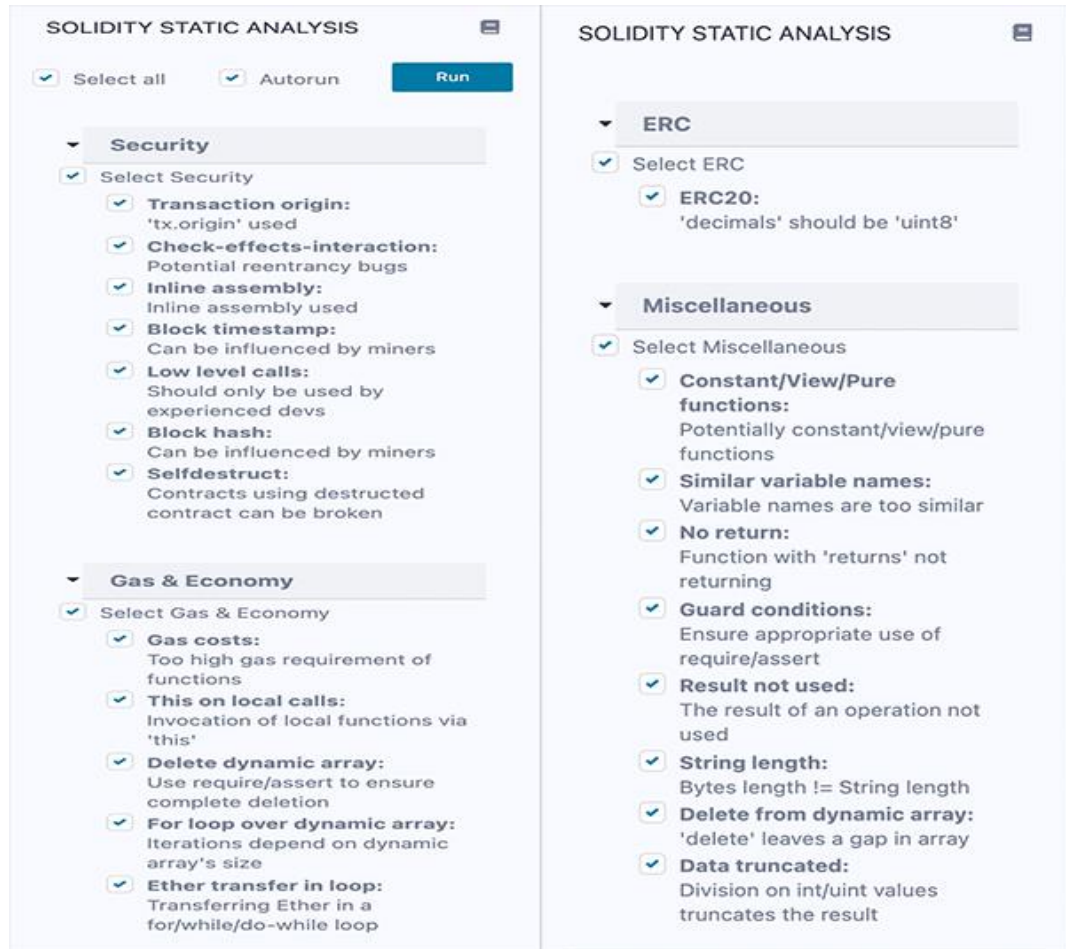 SOLIDITY STATIC ANALYSIS
Select all
Autorun
Run
Security
Select Security
Transaction origin:
'tx.origin' used
Check-effects-interaction:
Potential reentrancy bugs
Inline assembly:
Inline assembly used
Block timestamp:
Can be influenced by miners
Low level calls:
Should only be used by
experienced devs
Block hash:
Can be influenced by miners
Selfdestruct:
Contracts using destructed
contract can be broken
Gas & Economy
Select Gas & Economy
Gas costs:
Too high gas requirement of
functions
This on local calls:
Invocation of local functions via
'this'
Delete dynamic array:
Use require/assert to ensure
complete deletion
For loop over dynamic array:
Iterations depend on dynamic
array's size
Ether transfer in loop:
Transferring Ether in a
for/while/do-while loop
SOLIDITY STATIC ANALYSIS
ERC
Select ERC
ERC20:
'decimals' should be 'uint8'
Miscellaneous
Select Miscellaneous
Constant/View/Pure
functions:
Potentially constant/view/pure
functions
Similar variable names:
Variable names are too similar
No return:
Function with 'returns' not
returning
Guard conditions:
Ensure appropriate use of
require/assert
Result not used:
The result of an operation not
used
String length:
Bytes length != String length
Delete from dynamic array:
'delete' leaves a gap in array
Data truncated:
Division on int/uint values
truncates the result